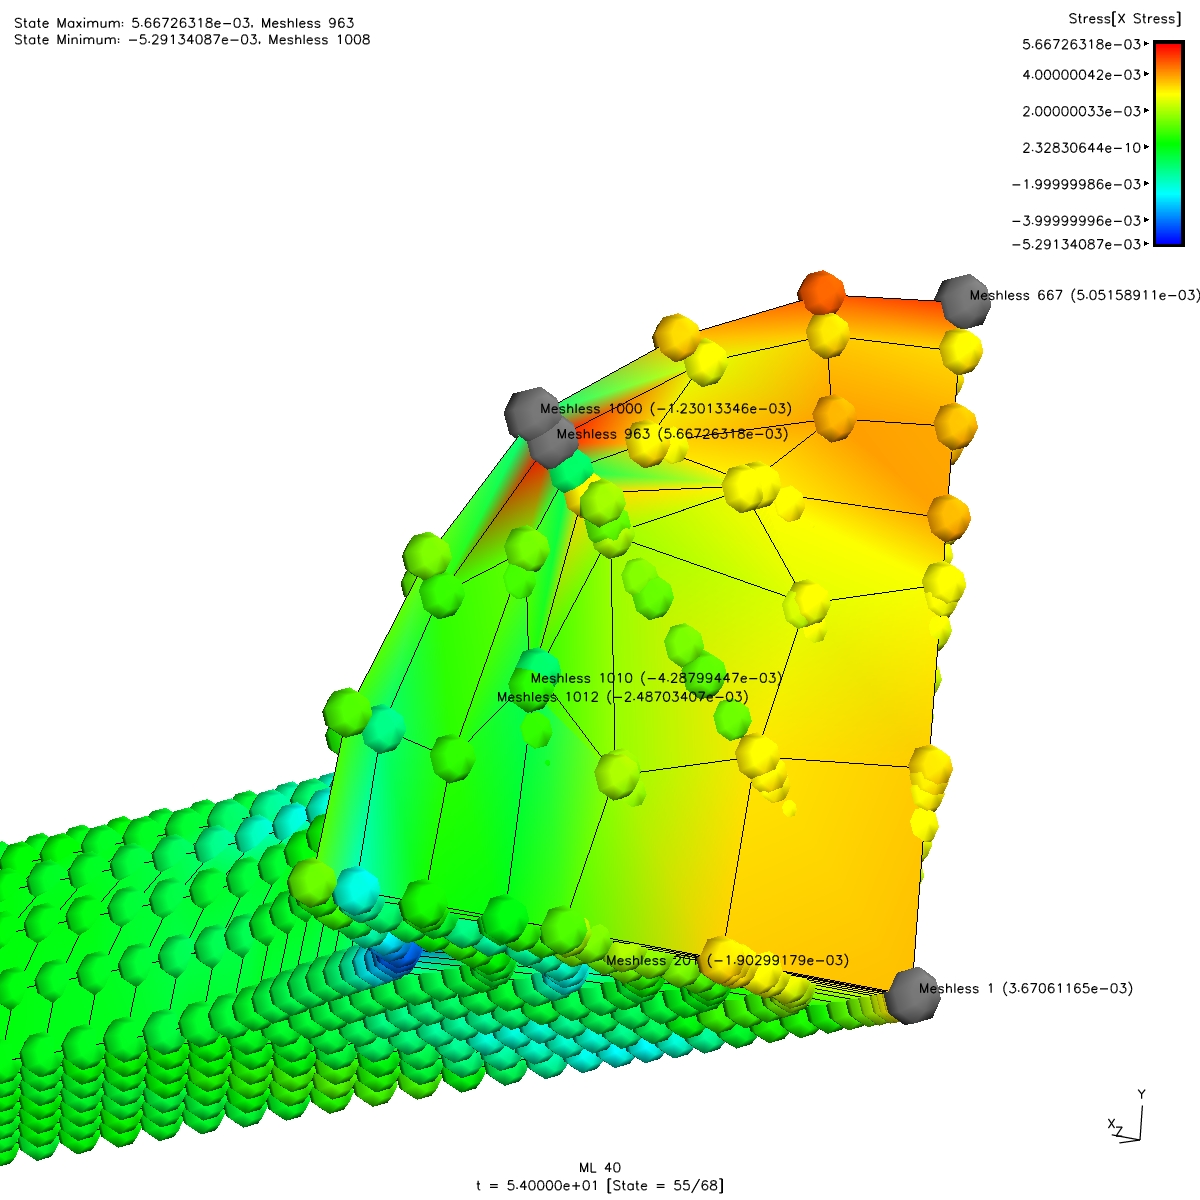 State Maximum: 5.66726318e-03, Meshless 963
State Minimum: -5.29134087e-03, Meshless 1008
Stress[X Stress]
5.66726318e-03
4.00000042e-03
2.00000033e-03
2.32830644e-10
-1.99999986e-03
-3.99999996e-03
-5.29134087e-03
Meshless 667 (5.05158911e-03)
Meshless 1000 (-1.23013346e-03)
Meshless 963 (5.66726318e-03)
Meshless 1010 (-4.28799447e-03)
Meshless 1012 (-2.48703407e-03)
Meshless 201 (-1.90299179e-03)
Meshless 1 (3.67061165e-03)
Y
X
Z
ML 40
t = 5.40000e+01 [State = 55/68]